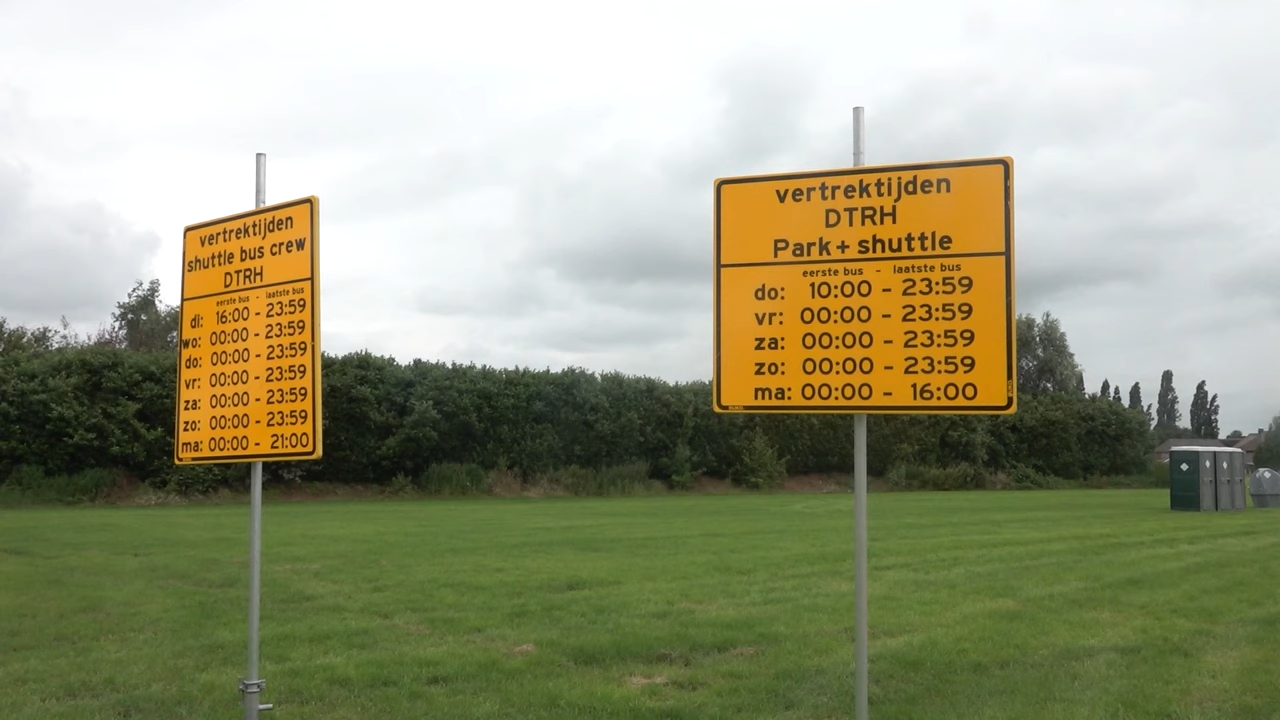 vertrektijden
shuttle bus crew
DTRH
eerste bus - laatste bus
di: 16:00 - 23:59
wo: 00:00 - 23:59
do: 00:00 - 23:59
vr: 00:00 - 23:59
za: 00:00 - 23:59
zo: 00:00 - 23:59
ma: 00:00 - 21:00
vertrektijden
DTRH
Park + shuttle
eerste bus - laatste bus
do: 10:00 - 23:59
vr: 00:00 - 23:59
za: 00:00 - 23:59
zo: 00:00 - 23:59
ma: 00:00 - 16:00